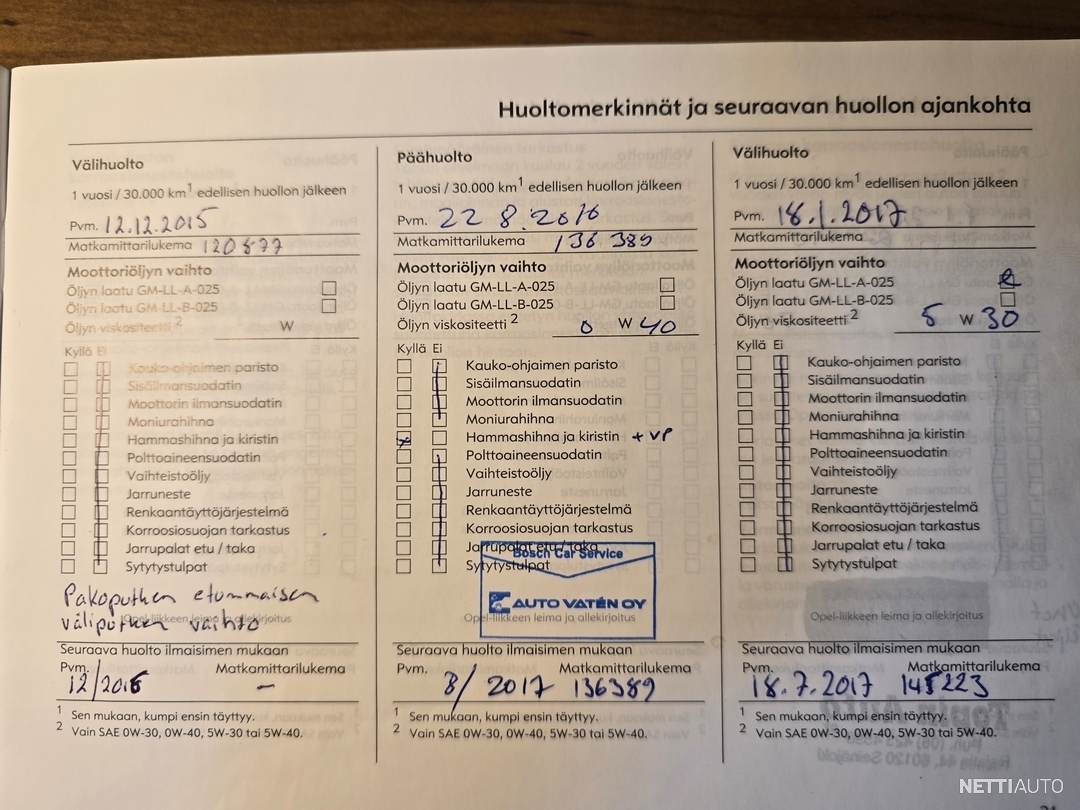 Huoltomerkinnät ja seuraavan huollon ajankohta
Välihuolto
1 vuosi / 30.000 km¹ edellisen huollon jälkeen
Pvm. 12.12.2015
Matkamittarilukema 120577
Moottoriöljyn vaihto
Öljyn laatu GM-LL-A-025
Öljyn laatu GM-LL-B-025
Öljyn viskositeetti ² W
Kyllä Ei
Kauko-ohjaimen paristo
Sisäilmansuodatin
Moottorin ilmansuodatin
Moniurahihna
Hammashihna ja kiristin
Polttoaineensuodatin
Vaihteistoöljy
Jarruneste
Renkaantäyttöjärjestelmä
Korroosiosuojan tarkastus
Jarrupalat etu / taka
Sytytystulpat
Pakoputken etummaisen
väliputken vaihto
Opel-liikkeen leima ja allekirjoitus
Seuraava huolto ilmaisimen mukaan
Pvm. Matkamittarilukema
12/2016 –
¹ Sen mukaan, kumpi ensin täyttyy.
² Vain SAE 0W-30, 0W-40, 5W-30 tai 5W-40.
Päähuolto
1 vuosi / 30.000 km¹ edellisen huollon jälkeen
Pvm. 22 8.2016
Matkamittarilukema 136 389
Moottoriöljyn vaihto
Öljyn laatu GM-LL-A-025
Öljyn laatu GM-LL-B-025
Öljyn viskositeetti ² 0 W 40
Kyllä Ei
Kauko-ohjaimen paristo
Sisäilmansuodatin
Moottorin ilmansuodatin
Moniurahihna
Hammashihna ja kiristin + VP
Polttoaineensuodatin
Vaihteistoöljy
Jarruneste
Renkaantäyttöjärjestelmä
Korroosiosuojan tarkastus
Jarrupalat etu / taka
Bosch Car Service
Sytytystulpat
AUTO VATÉN OY
Opel-liikkeen leima ja allekirjoitus
Seuraava huolto ilmaisimen mukaan
Pvm. Matkamittarilukema
8/ 2017 136389
¹ Sen mukaan, kumpi ensin täyttyy.
² Vain SAE 0W-30, 0W-40, 5W-30 tai 5W-40.
Välihuolto
1 vuosi / 30.000 km¹ edellisen huollon jälkeen
Pvm. 18.1.2017
Matkamittarilukema
Moottoriöljyn vaihto
Öljyn laatu GM-LL-A-025
Öljyn laatu GM-LL-B-025
Öljyn viskositeetti ² 5 W 30
Kyllä Ei
Kauko-ohjaimen paristo
Sisäilmansuodatin
Moottorin ilmansuodatin
Moniurahihna
Hammashihna ja kiristin
Polttoaineensuodatin
Vaihteistoöljy
Jarruneste
Renkaantäyttöjärjestelmä
Korroosiosuojan tarkastus
Jarrupalat etu / taka
Sytytystulpat
Opel-liikkeen leima ja allekirjoitus
Seuraava huolto ilmaisimen mukaan
Pvm. Matkamittarilukema
18.7.2017 145223
¹ Sen mukaan, kumpi ensin täyttyy.
² Vain SAE 0W-30, 0W-40, 5W-30 tai 5W-40.
NETTIAUTO